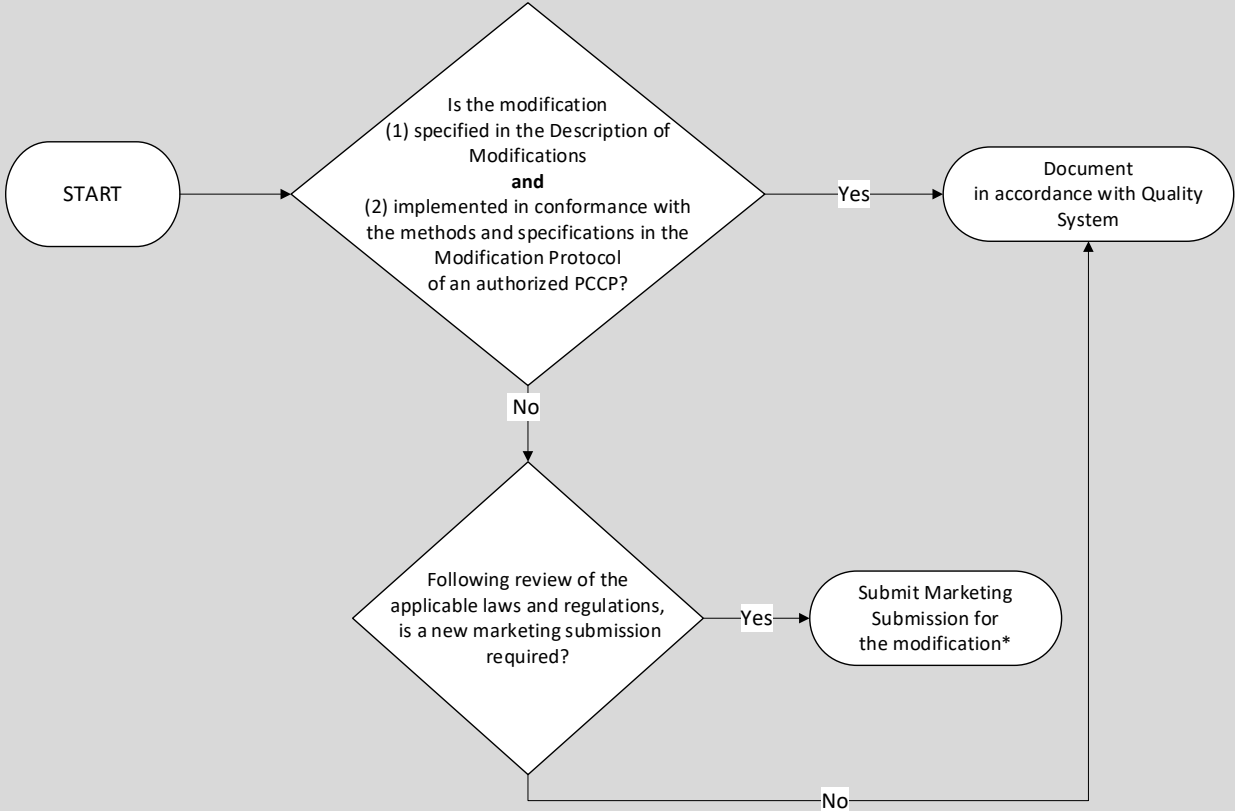 START
Is the modification
(1) specified in the Description of
Modifications
and
(2) implemented in conformance with
the methods and specifications in the
Modification Protocol
of an authorized PCCP?
Yes
Document
in accordance with Quality
System
No
Following review of the
applicable laws and regulations,
is a new marketing submission
required?
Yes
Submit Marketing
Submission for
the modification*
No